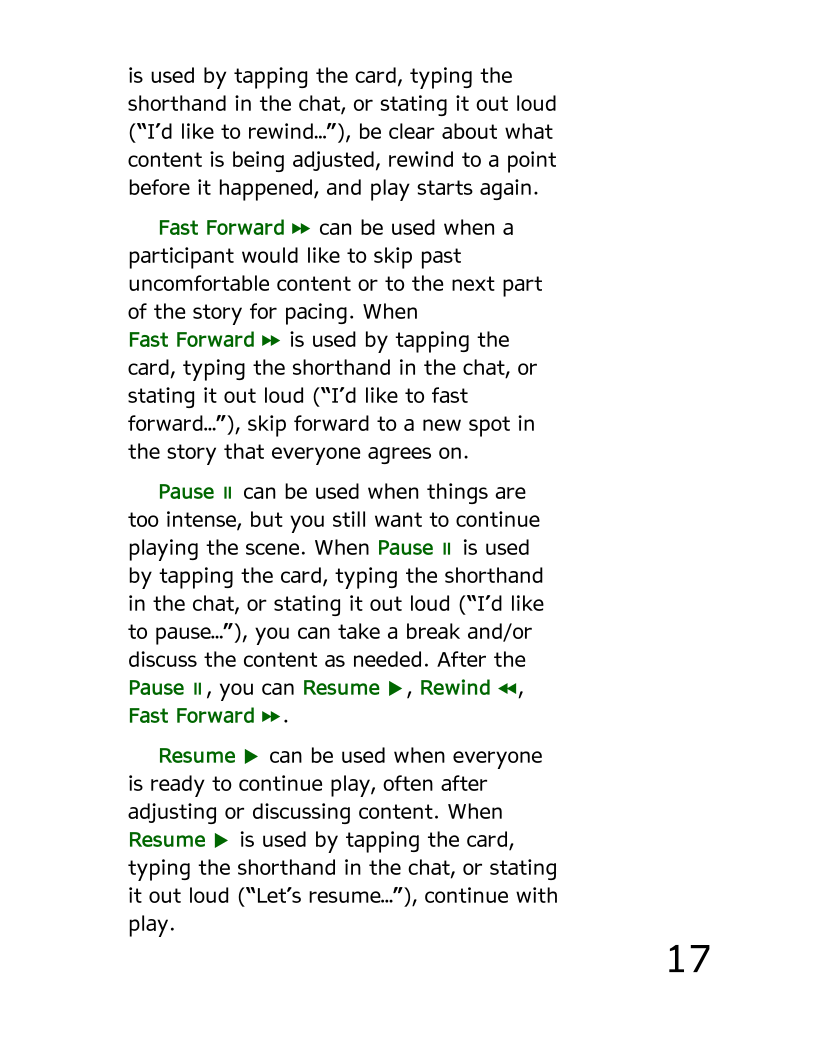 is used by tapping the card, typing the
shorthand in the chat, or stating it out loud
(“I’d like to rewind…”), be clear about what
content is being adjusted, rewind to a point
before it happened, and play starts again.
Fast Forward ⏩︎ can be used when a
participant would like to skip past
uncomfortable content or to the next part
of the story for pacing. When
Fast Forward ⏩︎ is used by tapping the
card, typing the shorthand in the chat, or
stating it out loud (“I’d like to fast
forward…”), skip forward to a new spot in
the story that everyone agrees on.
Pause ⏸︎ can be used when things are
too intense, but you still want to continue
playing the scene. When Pause ⏸︎ is used
by tapping the card, typing the shorthand
in the chat, or stating it out loud (“I’d like
to pause…”), you can take a break and/or
discuss the content as needed. After the
Pause ⏸︎, you can Resume ▶, Rewind ⏪︎,
Fast Forward ⏩︎.
Resume ▶ can be used when everyone
is ready to continue play, often after
adjusting or discussing content. When
Resume ▶ is used by tapping the card,
typing the shorthand in the chat, or stating
it out loud (“Let’s resume…”), continue with
play.
17